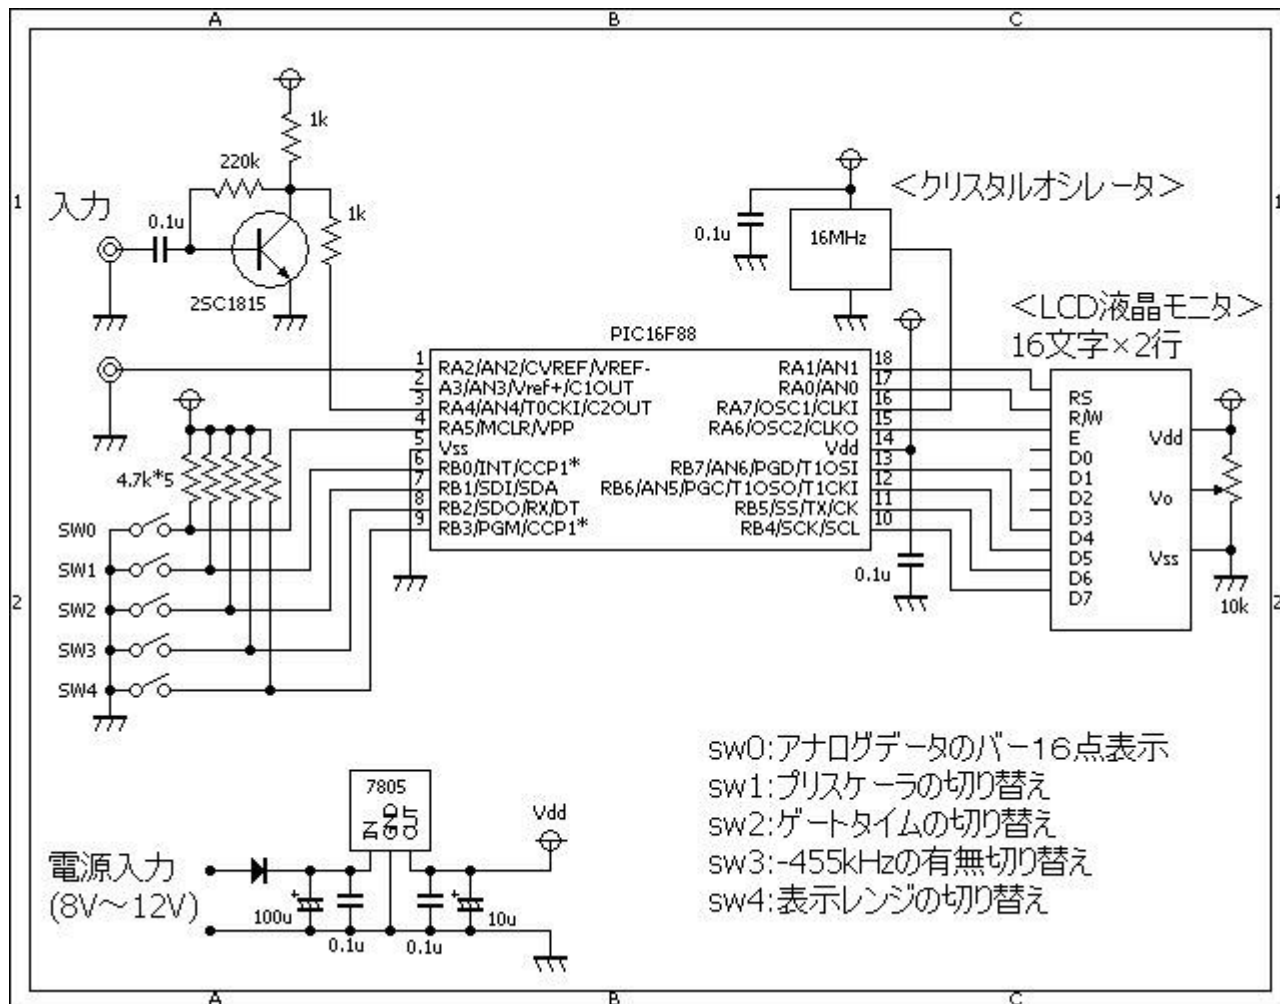 A B C
1k
220k
1 入力 0.1u 1k
<クリスタルオシレータ> 1
0.1u 16MHz
2SC1815
<LCD液晶モニタ>
16文字×2行
PIC16F88
1 RA2/AN2/CVREF/VREF- RA1/AN1 18
2 A3/AN3/Vref+/C1OUT RA0/AN0 17
3 RA4/AN4/T0CKI/C2OUT RA7/OSC1/CLKI 16
4 RA5/MCLR/VPP RA6/OSC2/CLKO 15
5 Vss Vdd 14
6 RB0/INT/CCP1* RB7/AN6/PGD/T1OSI 13
7 RB1/SDI/SDA RB6/AN5/PGC/T1OSO/T1CKI 12
8 RB2/SDO/RX/DT RB5/SS/TX/CK 11
9 RB3/PGM/CCP1* RB4/SCK/SCL 10
RS
R/W
E
D0
D1
D2
D3
D4
D5
D6
D7
Vdd
Vo
Vss
10k
0.1u
4.7k*5
SW0
SW1
SW2
SW3
SW4
2 2
sw0:アナログデータのバー16点表示
sw1:プリスケーラの切り替え
sw2:ゲートタイムの切り替え
sw3:-455kHzの有無切り替え
sw4:表示レンジの切り替え
7805
IN
GND
OUT
Vdd
電源入力
(8V~12V)
100u
0.1u
0.1u
10u
A B C